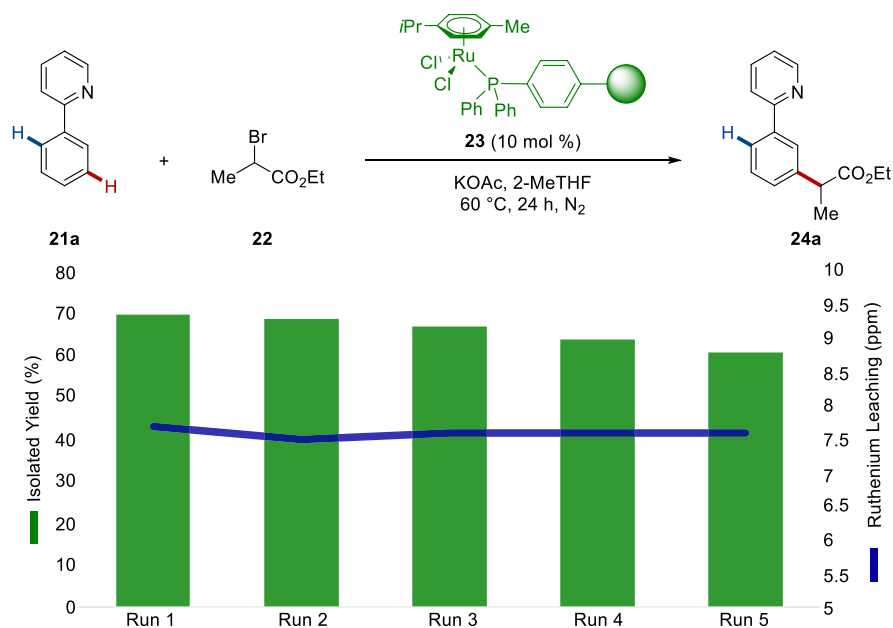 iPr
Me
Ru
Cl
Cl
P
Ph
Ph
N
H
H
+
Br
Me
CO2Et
23 (10 mol %)
KOAc, 2-MeTHF
60 °C, 24 h, N2
N
H
CO2Et
Me
21a
22
24a
Isolated Yield (%)
80
70
60
50
40
30
20
10
0
Run 1
Run 2
Run 3
Run 4
Run 5
10
9.5
9
8.5
8
7.5
7
6.5
6
5.5
5
Ruthenium Leaching (ppm)